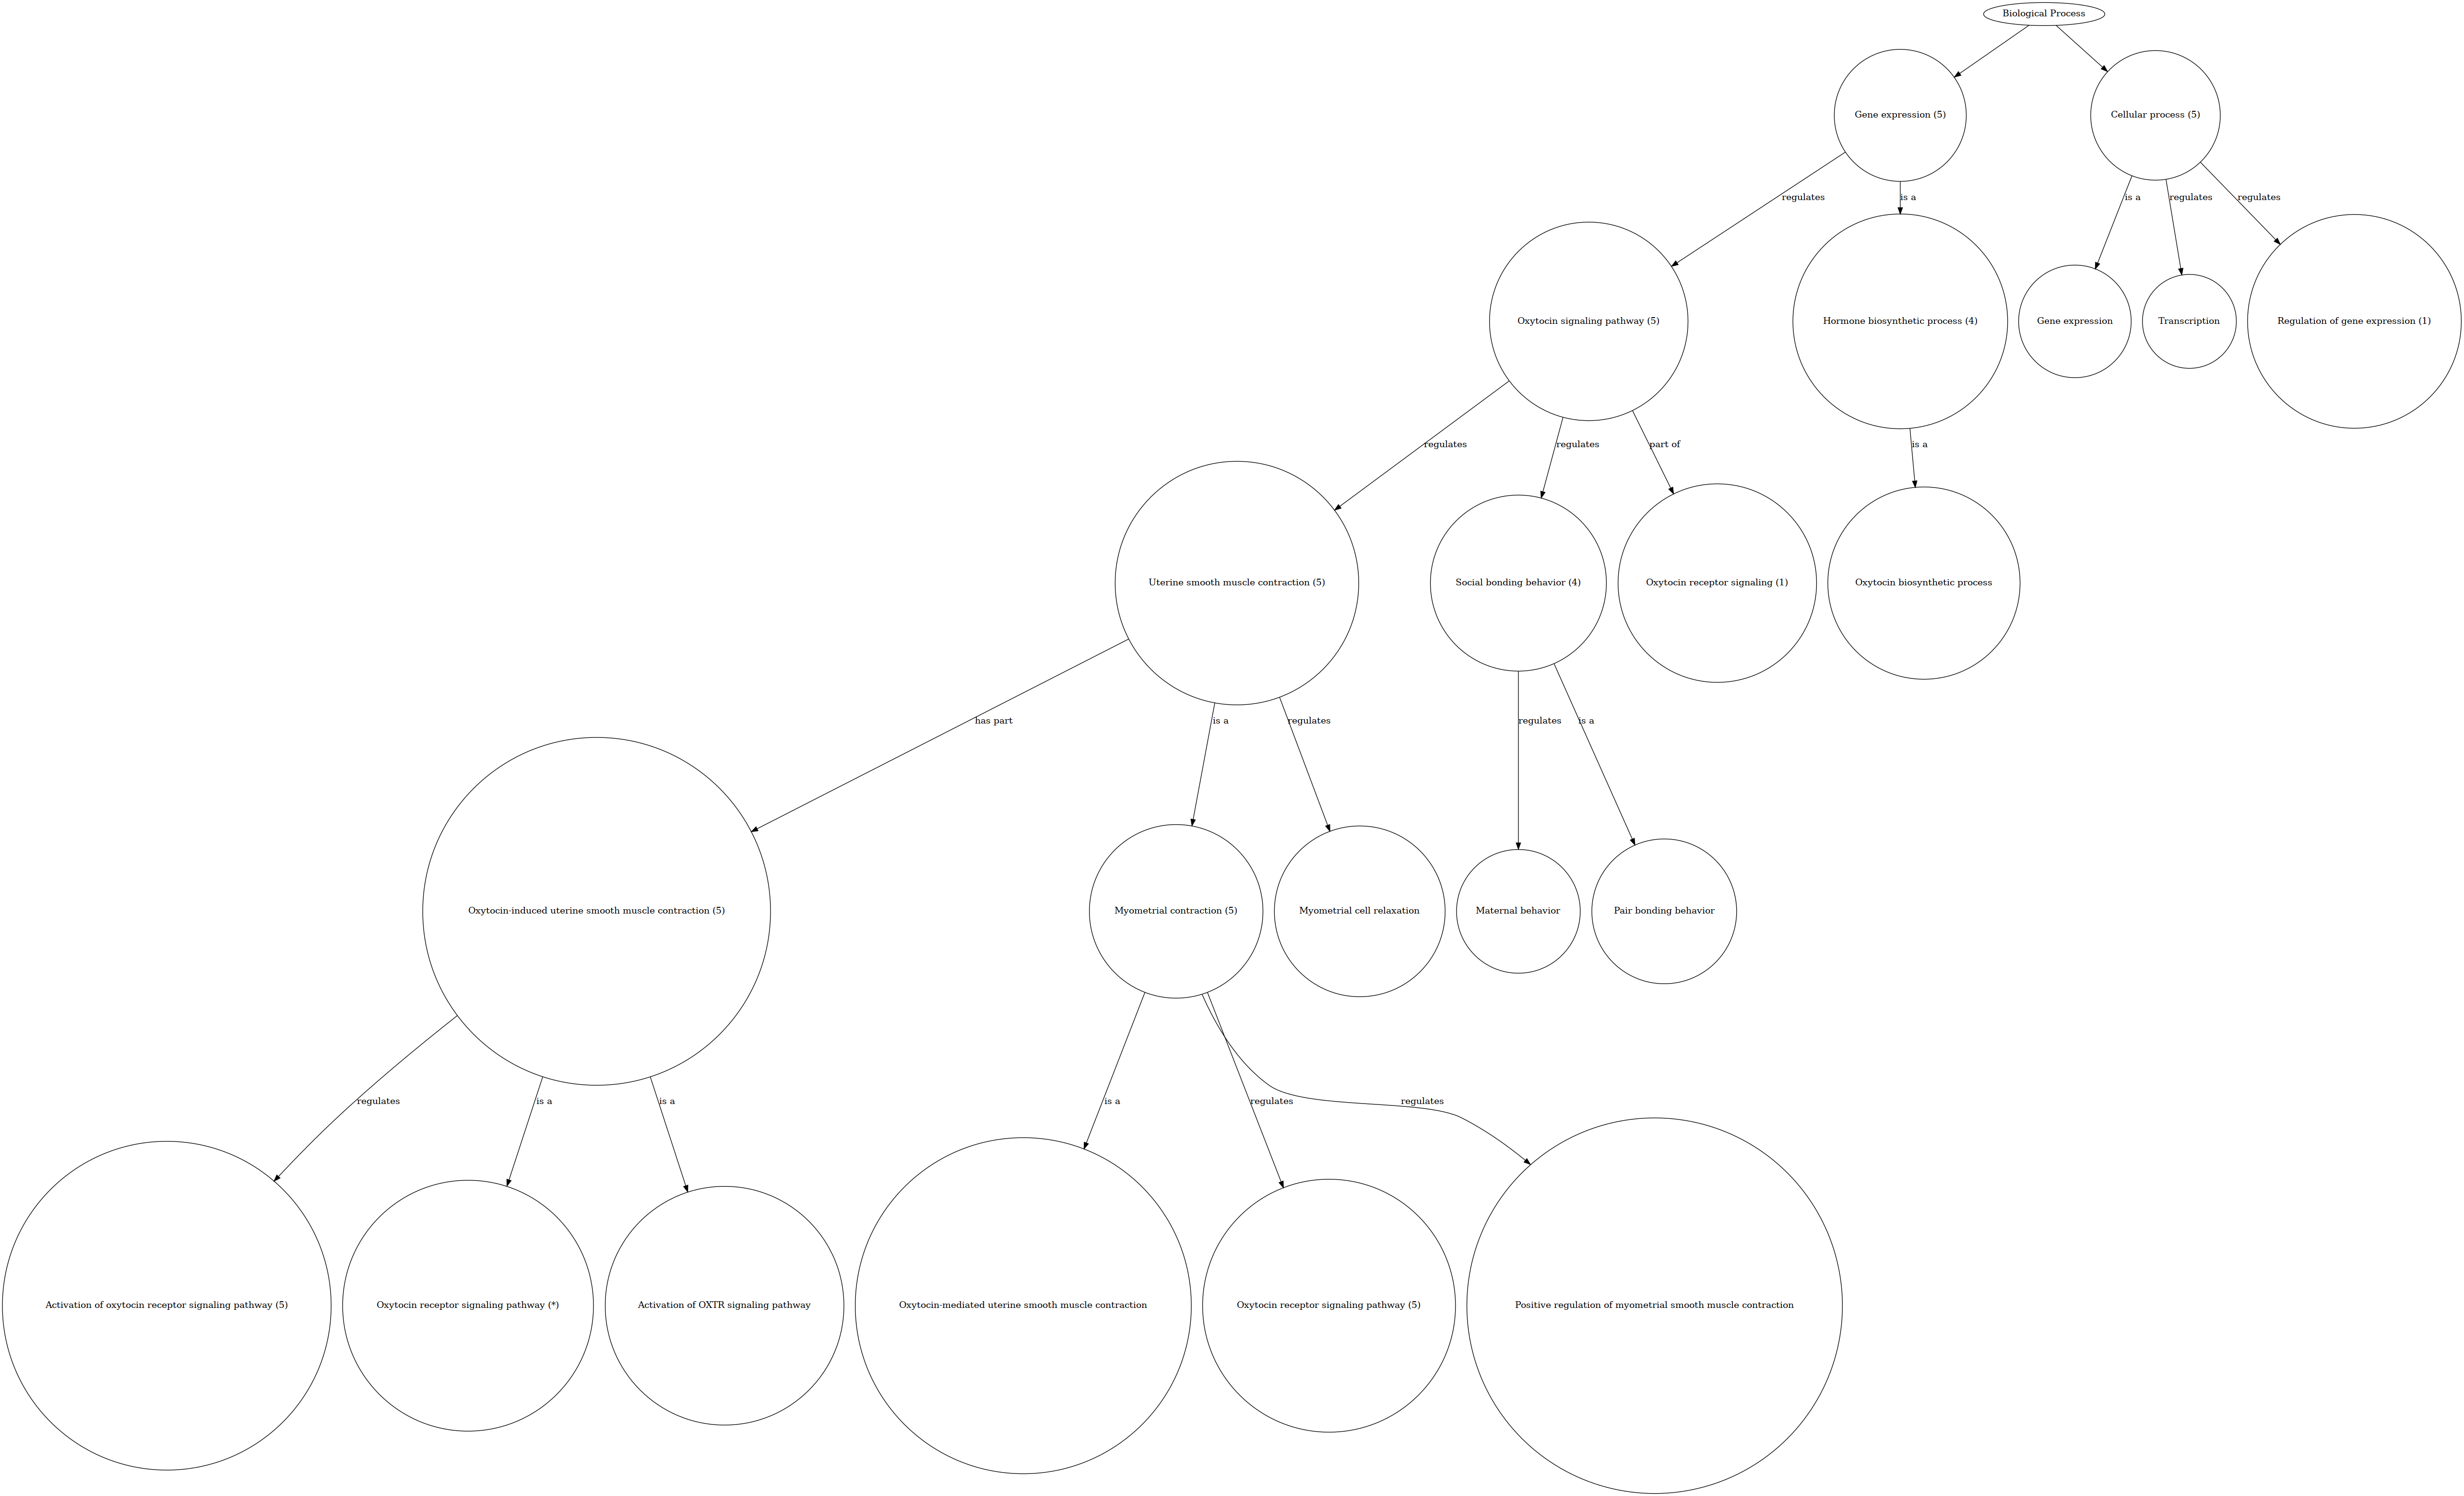 Biological Process
Gene expression (5)
Cellular process (5)
regulates
is a
is a
regulates
regulates
Oxytocin signaling pathway (5)
Hormone biosynthetic process (4)
Gene expression
Transcription
Regulation of gene expression (1)
regulates
regulates
part of
is a
Uterine smooth muscle contraction (5)
Social bonding behavior (4)
Oxytocin receptor signaling (1)
Oxytocin biosynthetic process
has part
is a
regulates
regulates
is a
Oxytocin-induced uterine smooth muscle contraction (5)
Myometrial contraction (5)
Myometrial cell relaxation
Maternal behavior
Pair bonding behavior
regulates
is a
is a
is a
regulates
regulates
Activation of oxytocin receptor signaling pathway (5)
Oxytocin receptor signaling pathway (*)
Activation of OXTR signaling pathway
Oxytocin-mediated uterine smooth muscle contraction
Oxytocin receptor signaling pathway (5)
Positive regulation of myometrial smooth muscle contraction